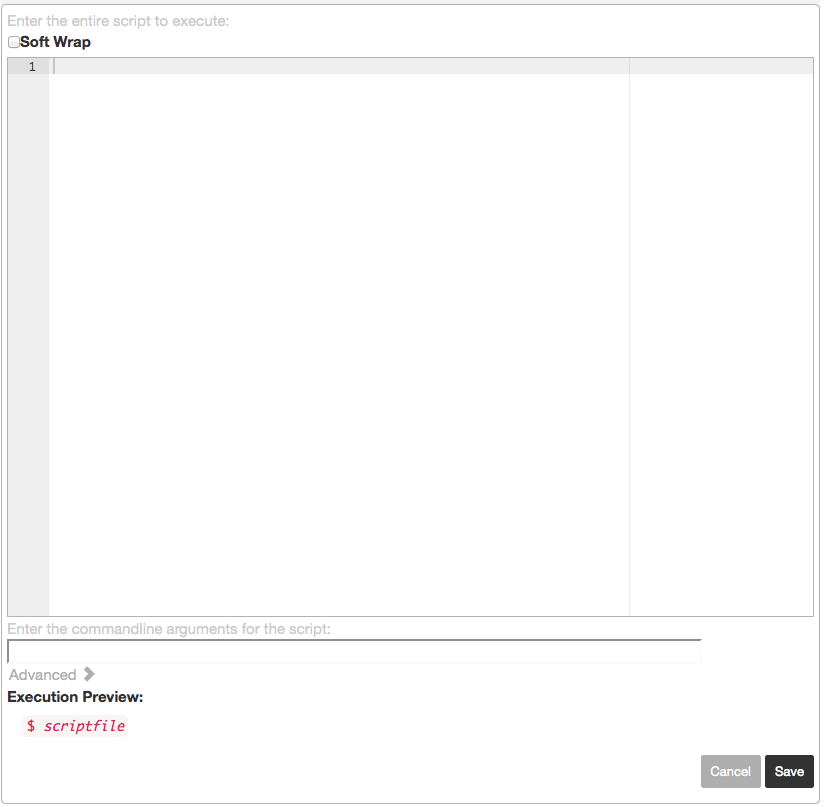 Enter the entire script to execute:
Soft Wrap
1
Enter the commandline arguments for the script:
Advanced
Execution Preview:
$ scriptfile
Cancel Save